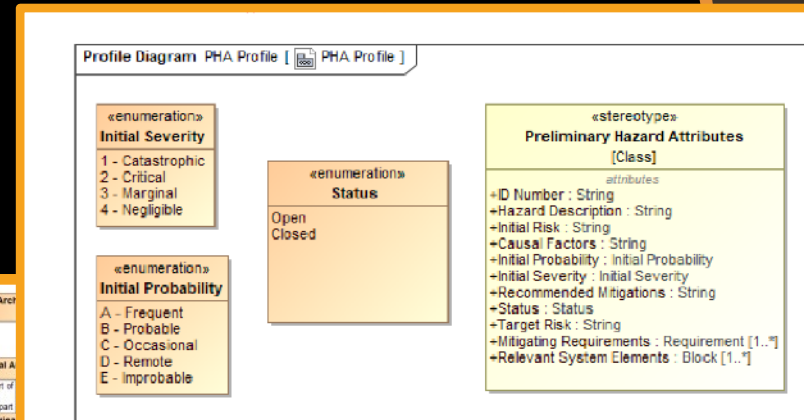 Profile Diagram PHA Profile [ PHA Profile ]
«enumeration»
Initial Severity
1 - Catastrophic
2 - Critical
3 - Marginal
4 - Negligible
«enumeration»
Initial Probability
A - Frequent
B - Probable
C - Occasional
D - Remote
E - Improbable
«enumeration»
Status
Open
Closed
«stereotype»
Preliminary Hazard Attributes
[Class]
attributes
+ID Number : String
+Hazard Description : String
+Initial Risk : String
+Causal Factors : String
+Initial Probability : Initial Probability
+Initial Severity : Initial Severity
+Recommended Mitigations : String
+Status : Status
+Target Risk : String
+Mitigating Requirements : Requirement [1..*]
+Relevant System Elements : Block [1..*]